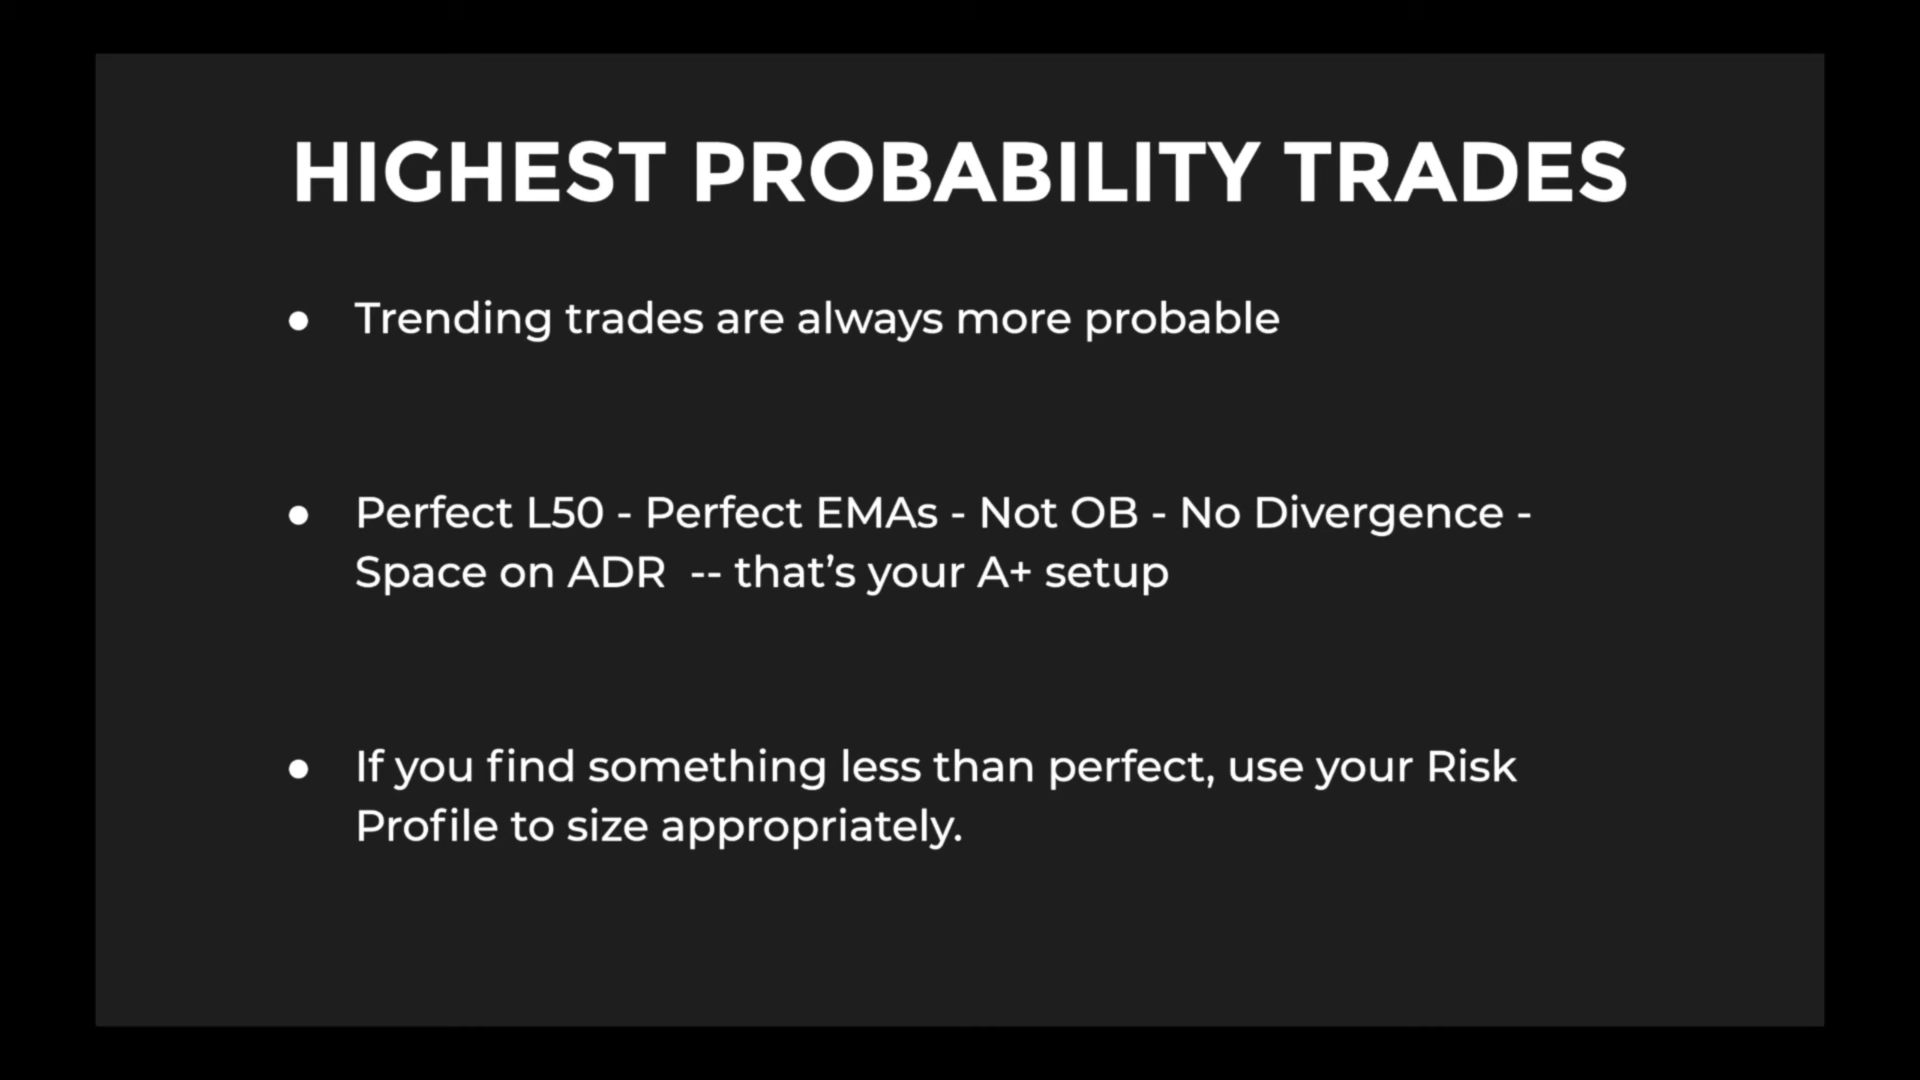 HIGHEST PROBABILITY TRADES
● Trending trades are always more probable
● Perfect L50 - Perfect EMAs - Not OB - No Divergence -
Space on ADR  -- that’s your A+ setup
● If you find something less than perfect, use your Risk
Profile to size appropriately.